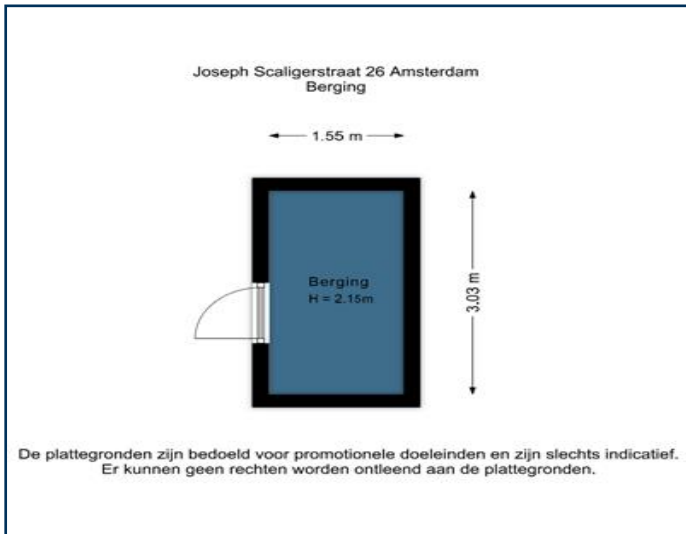 Joseph Scaligerstraat 26 Amsterdam
Berging
1.55 m
Berging
H = 2.15m
3.03 m
De plattegronden zijn bedoeld voor promotionele doeleinden en zijn slechts indicatief.
Er kunnen geen rechten worden ontleend aan de plattegronden.